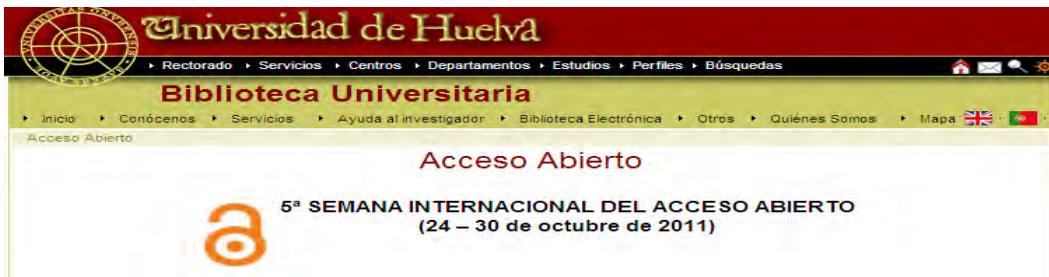 Universidad de Huelva
Rectorado Servicios Centros Departamentos Estudios Perfiles Búsquedas
Biblioteca Universitaria
Inicio Conócenos Servicios Ayuda al investigador Biblioteca Electrónica Otros Quiénes Somos Mapa
Acceso Abierto
Acceso Abierto
5ª SEMANA INTERNACIONAL DEL ACCESO ABIERTO
(24 – 30 de octubre de 2011)